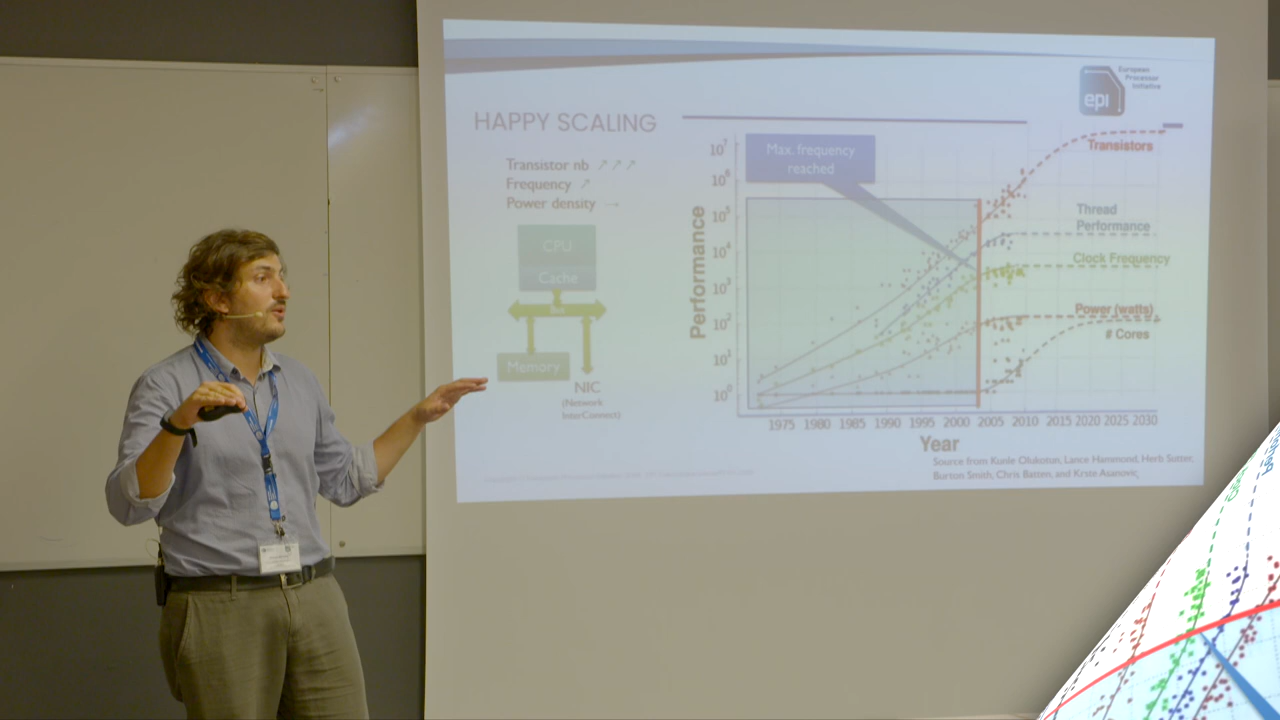 European
Processor
Initiative
epi
HAPPY SCALING
Transistor nb ↗ ↗ ↗
Frequency ↗
Power density →
CPU
Cache
Bus
Memory
NIC
(Network
InterConnect)
Max. frequency
reached
Performance
10⁷
10⁶
10⁵
10⁴
10³
10²
10¹
10⁰
Transistors
Thread
Performance
Clock Frequency
Power (watts)
# Cores
1975 1980 1985 1990 1995 2000 2005 2010 2015 2020 2025 2030
Year
Source from Kunle Olukotun, Lance Hammond, Herb Sutter,
Burton Smith, Chris Batten, and Krste Asanoviç